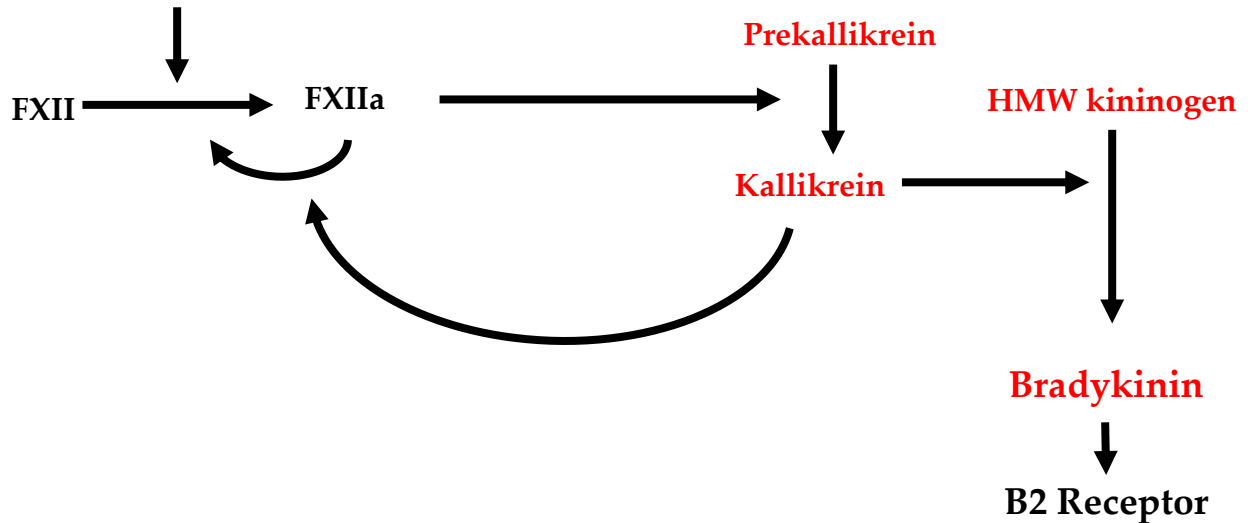 Prekallikrein
FXII
FXIIa
HMW kininogen
Kallikrein
Bradykinin
B2 Receptor